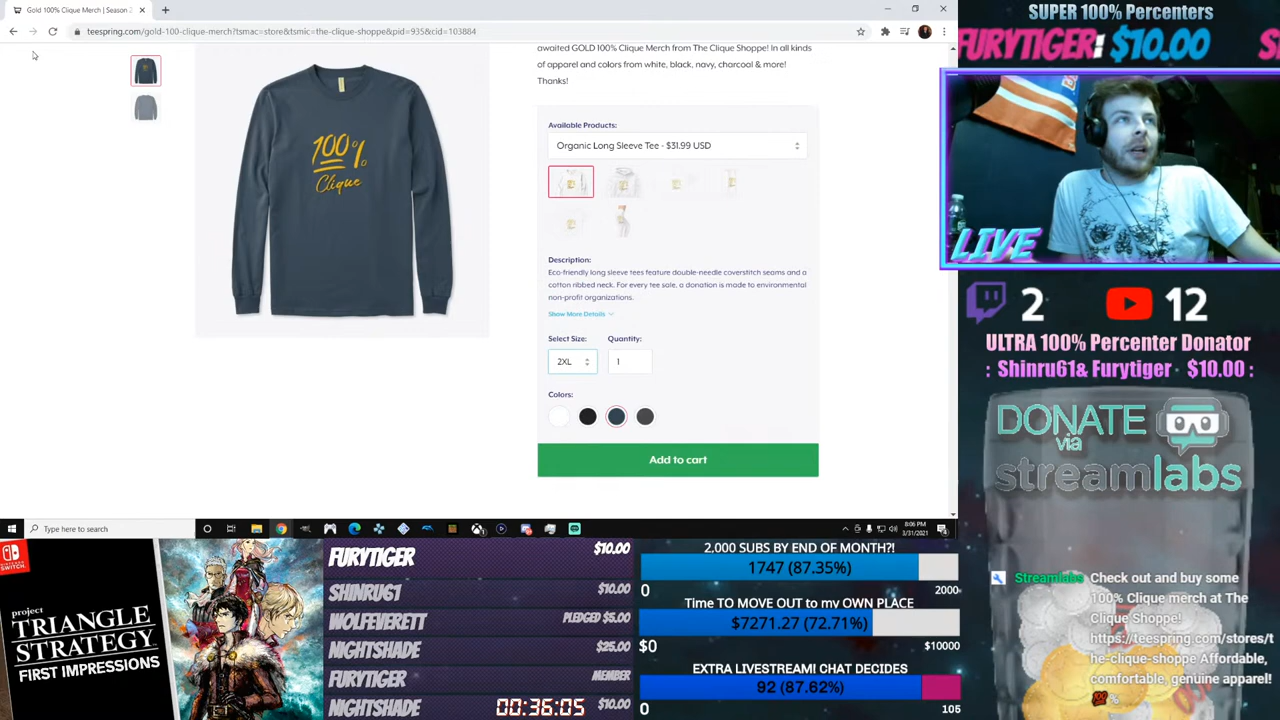 Gold 100% Clique Merch | Season 2
teespring.com/gold-100-clique-merch?tsmac=store&tsmic=the-clique-shoppe&pid=935&cid=103884
awaited GOLD 100% Clique Merch from The Clique Shoppe! In all kinds
of apparel and colors from white, black, navy, charcoal & more!
Thanks!
100%
Clique
Available Products:
Organic Long Sleeve Tee - $31.99 USD
Description:
Eco-friendly long sleeve tees feature double-needle coverstitch seams and a
cotton ribbed neck. For every tee sale, a donation is made to environmental
non-profit organizations.
Show More Details
Select Size:
Quantity:
2XL
1
Colors:
Add to cart
Type here to search
8:06 PM
3/31/2021
SUPER 100% Percenters
FURYTIGER: $10.00
LIVE
2
12
ULTRA 100% Percenter Donator
: Shinru61& Furytiger - $10.00 :
DONATE
via
streamlabs
Streamlabs Check out and buy some
100% Clique merch at The
Clique Shoppe!
https://teespring.com/stores/t
he-clique-shoppe Affordable,
comfortable, genuine apparel!
💯 %
NINTENDO
SWITCH
project
TRIANGLE
STRATEGY
FIRST IMPRESSIONS
FURYTIGER $10.00
SHINRU61 $10.00
WOLFEVERETT PLEDGED $5.00
NIGHTSHADE $25.00
FURYTIGER MEMBER
NIGHTSHADE $10.00
00:36:05
2,000 SUBS BY END OF MONTH?!
1747 (87.35%)
0 2000
Time TO MOVE OUT to my OWN PLACE
$7271.27 (72.71%)
$0 $10000
EXTRA LIVESTREAM! CHAT DECIDES
92 (87.62%)
0 105